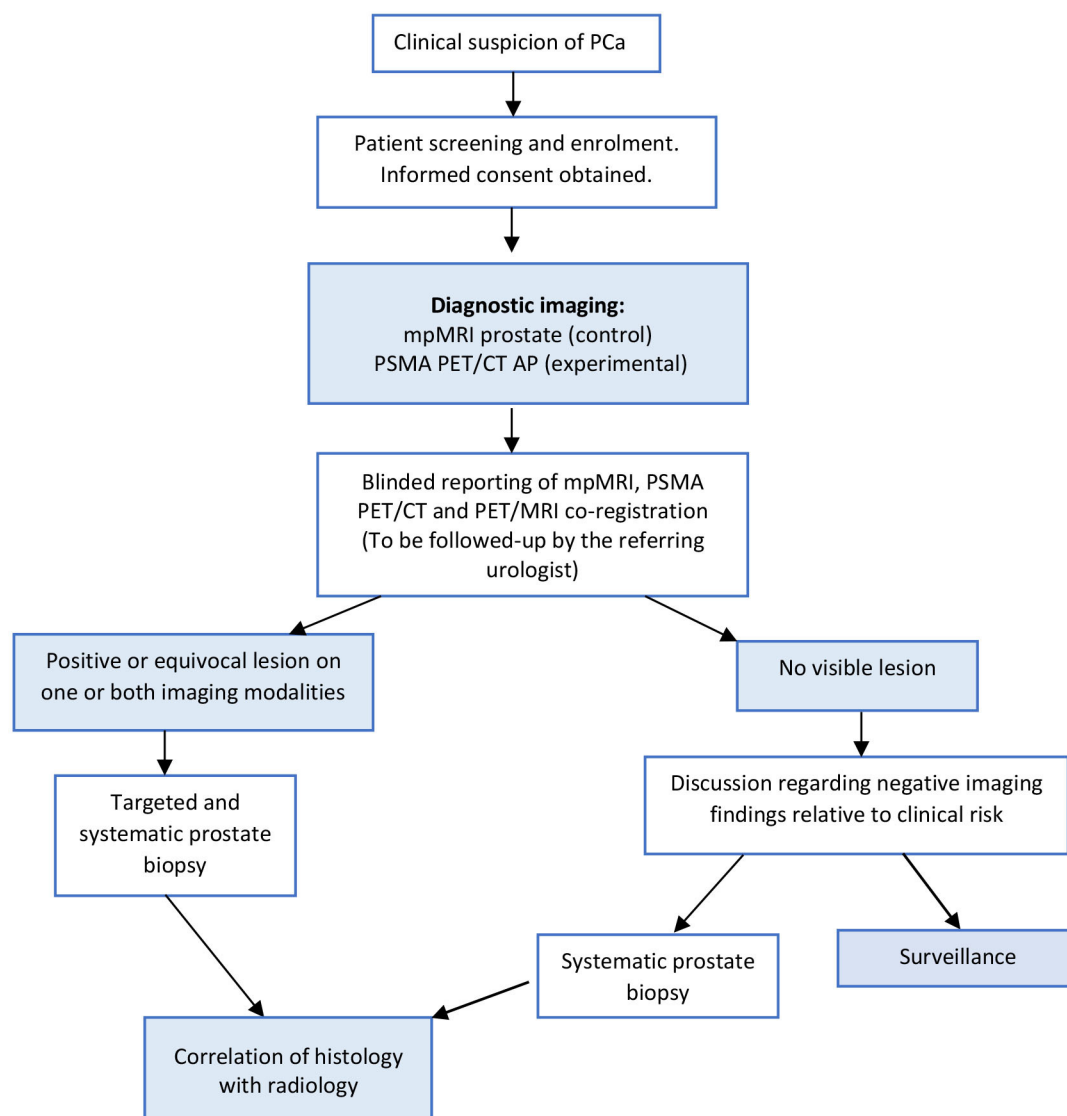 Clinical suspicion of PCa
Patient screening and enrolment.
Informed consent obtained.
Diagnostic imaging:
mpMRI prostate (control)
PSMA PET/CT AP (experimental)
Blinded reporting of mpMRI, PSMA
PET/CT and PET/MRI co-registration
(To be followed-up by the referring
urologist)
Positive or equivocal lesion on
one or both imaging modalities
No visible lesion
Targeted and
systematic prostate
biopsy
Discussion regarding negative imaging
findings relative to clinical risk
Systematic prostate
biopsy
Surveillance
Correlation of histology
with radiology